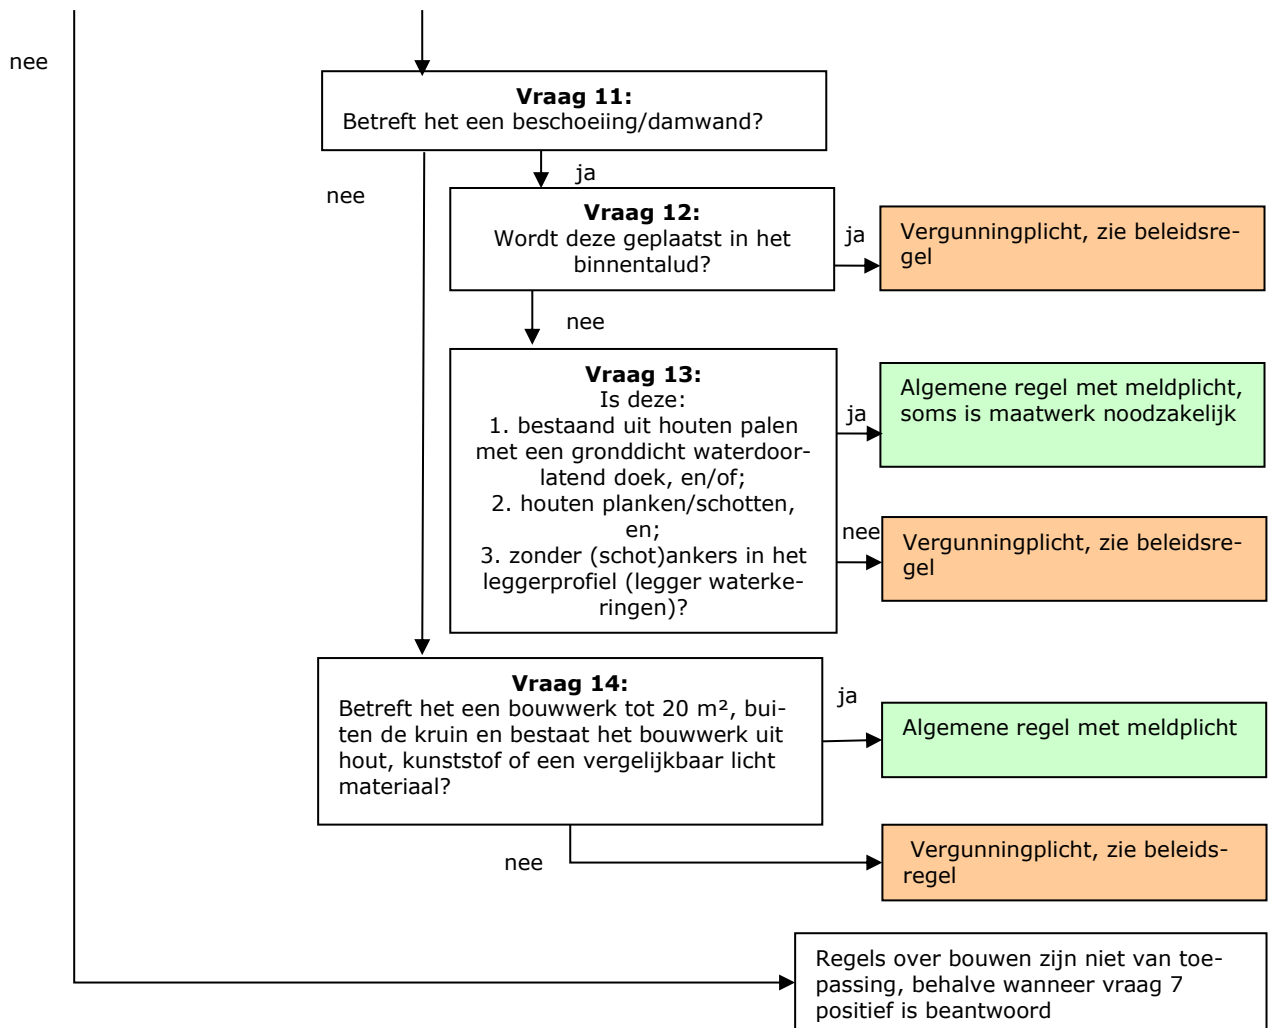 nee
Vraag 11:
Betreft het een beschoeiing/damwand?
ja
nee
Vraag 12:
Wordt deze geplaatst in het
binnentalud?
ja
Vergunningplicht, zie beleidsre-
gel
nee
Vraag 13:
Is deze:
1. bestaand uit houten palen
met een gronddicht waterdoor-
latend doek, en/of;
2. houten planken/schotten,
en;
3. zonder (schot)ankers in het
leggerprofiel (legger waterke-
ringen)?
ja
Algemene regel met meldplicht,
soms is maatwerk noodzakelijk
nee
Vergunningplicht, zie beleidsre-
gel
Vraag 14:
Betreft het een bouwwerk tot 20 m², bui-
ten de kruin en bestaat het bouwwerk uit
hout, kunststof of een vergelijkbaar licht
materiaal?
ja
Algemene regel met meldplicht
nee
Vergunningplicht, zie beleids-
regel
Regels over bouwen zijn niet van toe-
passing, behalve wanneer vraag 7
positief is beantwoord